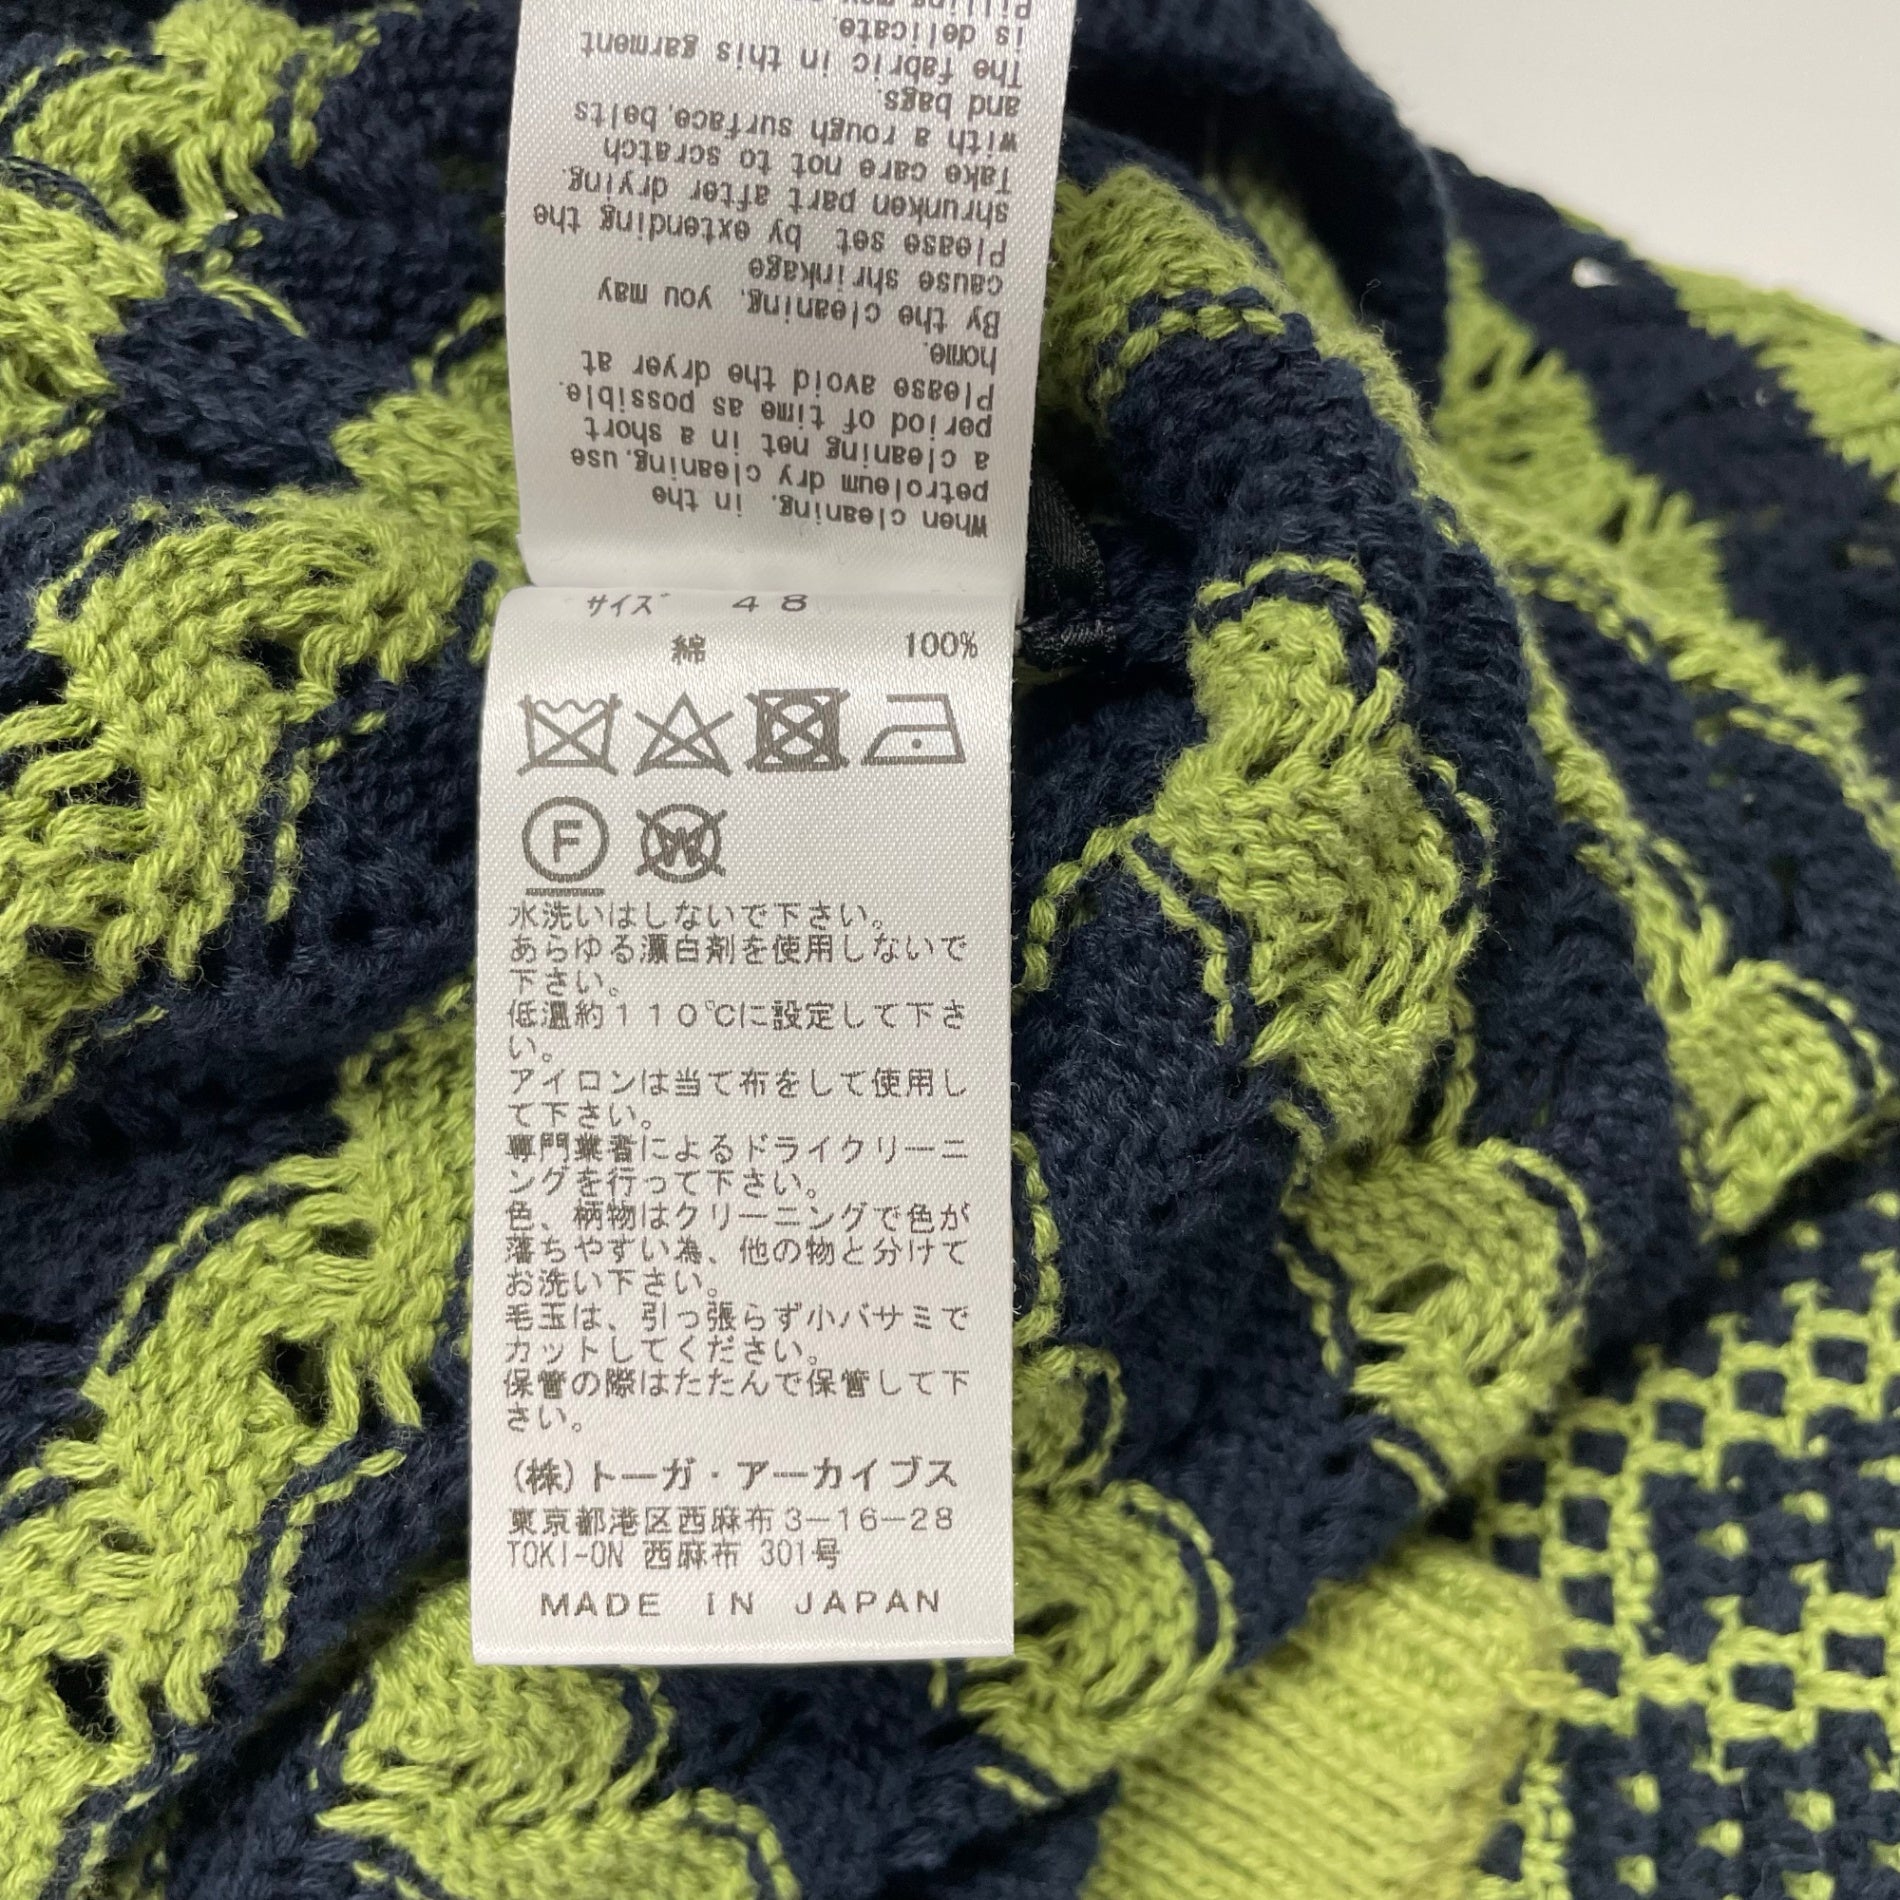 When cleaning, in the
petroleum dry cleaning,use
a cleaning net in a short
period of time as possible.
Please avoid the dryer at
home.
By the cleaning, you may
cause shrinkage
Please set by extending the
shrunken part after drying.
Take care not to scratch
with a rough surface,belts
and bags.
The fabric in this garment
is delicate.
Pilling may
サイズ 48
綿 100%
F
W
水洗いはしないで下さい。
あらゆる漂白剤を使用しないで
下さい。
低温約110℃に設定して下さ
い。
アイロンは当て布をして使用し
て下さい。
専門業者によるドライクリーニ
ングを行って下さい。
色、柄物はクリーニングで色が
落ちやすい為、他の物と分けて
お洗い下さい。
毛玉は、引っ張らず小バサミで
カットしてください。
保管の際はたたんで保管して下
さい。
(株)トーガ・アーカイブス
東京都港区西麻布3-16-28
TOKI-ON 西麻布 301号
MADE IN JAPAN